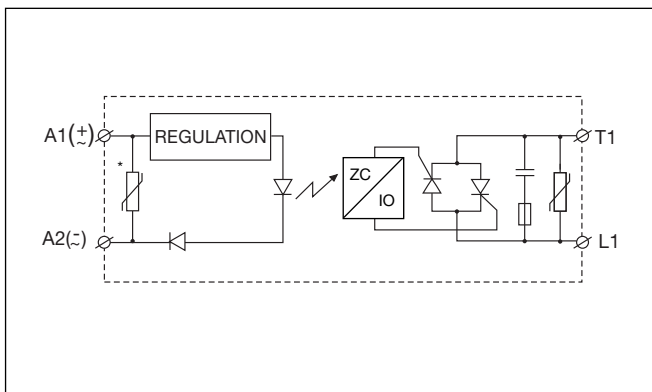 A1(+~)
REGULATION
T1
*
ZC
IO
A2(-~)
L1